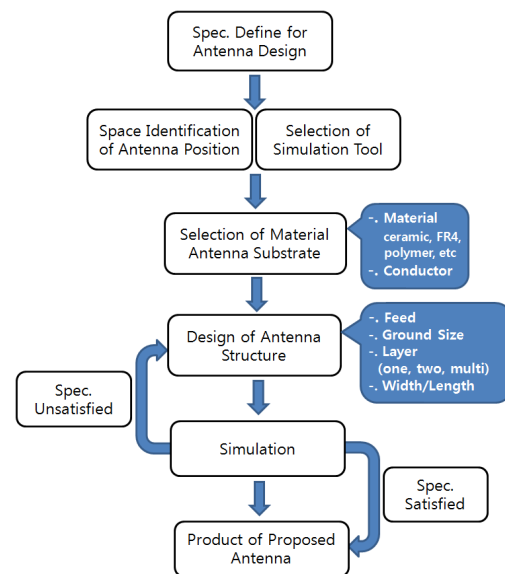 Spec. Define for
Antenna Design
Space Identification
of Antenna Position
Selection of
Simulation Tool
Selection of Material
Antenna Substrate
-. Material
ceramic, FR4,
polymer, etc
-. Conductor
Design of Antenna
Structure
-. Feed
-. Ground Size
-. Layer
(one, two, multi)
-. Width/Length
Spec.
Unsatisfied
Simulation
Spec.
Satisfied
Product of Proposed
Antenna